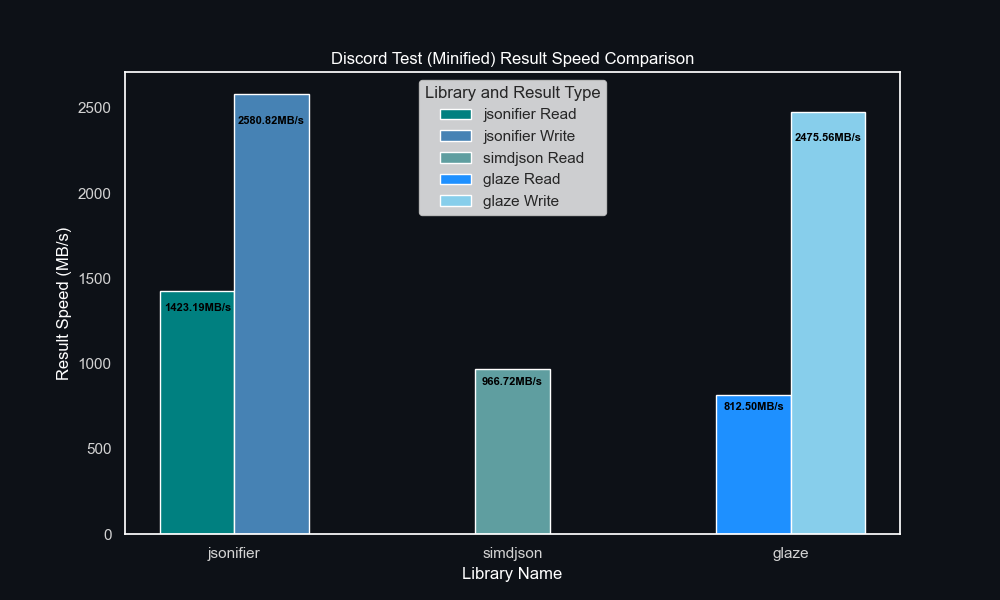 Discord Test (Minified) Result Speed Comparison
Library and Result Type
jsonifier Read
jsonifier Write
simdjson Read
glaze Read
glaze Write
Result Speed (MB/s)
2500
2000
1500
1000
500
0
2580.82MB/s
1423.19MB/s
966.72MB/s
812.50MB/s
2475.56MB/s
jsonifier
simdjson
glaze
Library Name